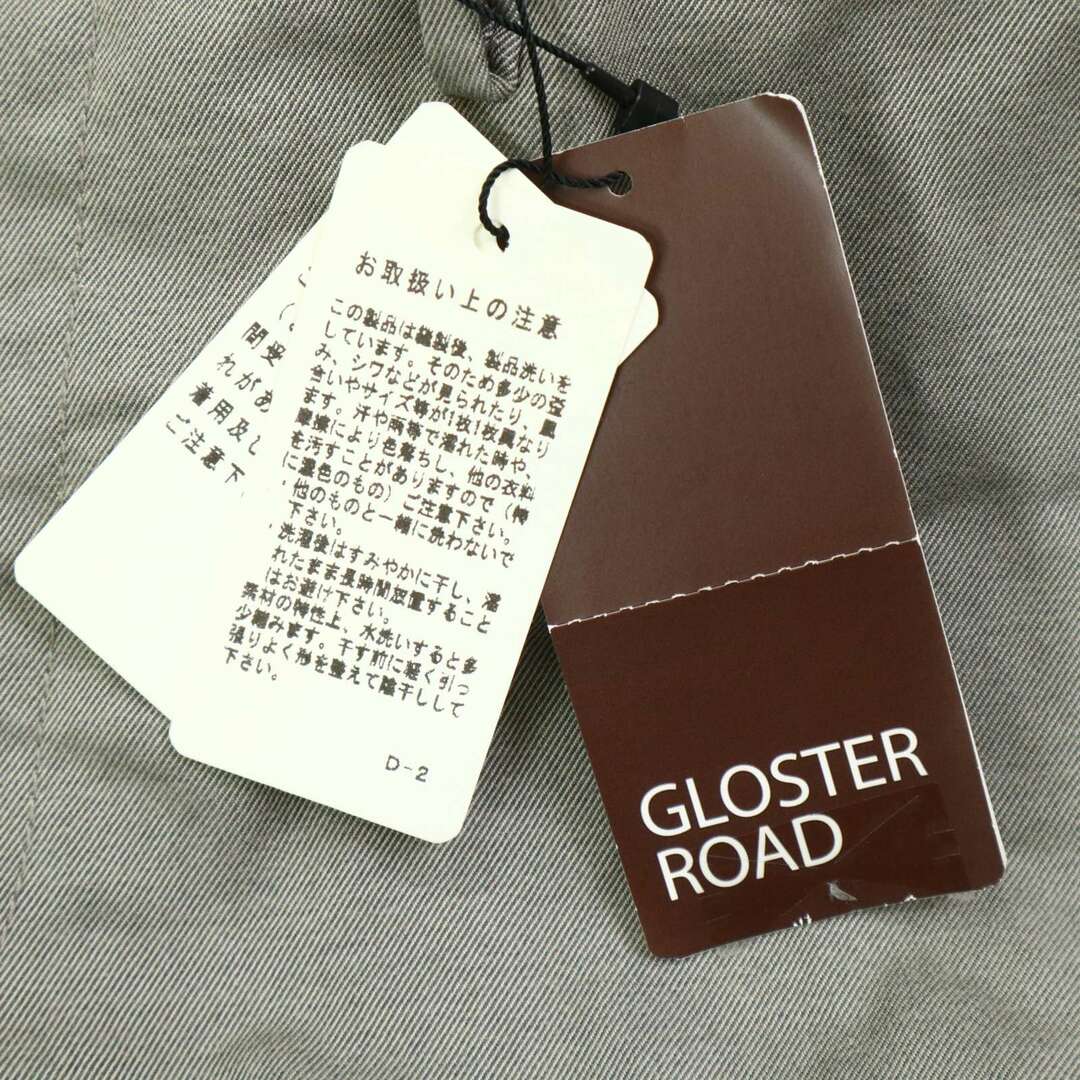 お取扱い上の注意
この製品は縫製後、製品洗いを
しています。そのため多少の歪
み、シワなどが見られたり、風
合いやサイズ等が1枚1枚異なり
ます。汗や雨等で濡れた時や、
摩擦により色落ちし、他の衣料
を汚すことがありますので（特
に濃色のもの）ご注意下さい。
・他のものと一緒に洗わないで
下さい。
・洗濯後はすみやかに干し、濡
れたまま長時間放置すること
はお避け下さい。
素材の特性上、水洗いすると多
少縮みます。干す前に軽く引っ
張りよく形を整えて陰干しして
下さい。
D-2
間受
れがあ
着用及し
ご注意下
GLOSTER
ROAD